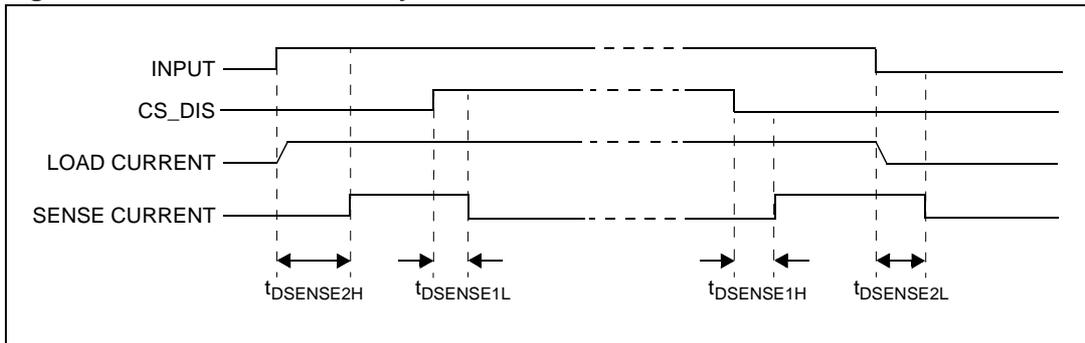 INPUT
CS_DIS
LOAD CURRENT
SENSE CURRENT
tDSENSE2H
tDSENSE1L
tDSENSE1H
tDSENSE2L